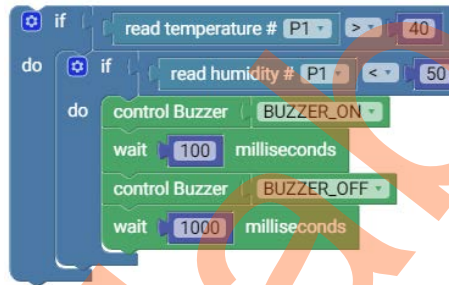 if read temperature # P1 > 40
do if read humidity # P1 < 50
do control Buzzer BUZZER_ON
wait 100 milliseconds
control Buzzer BUZZER_OFF
wait 1000 milliseconds